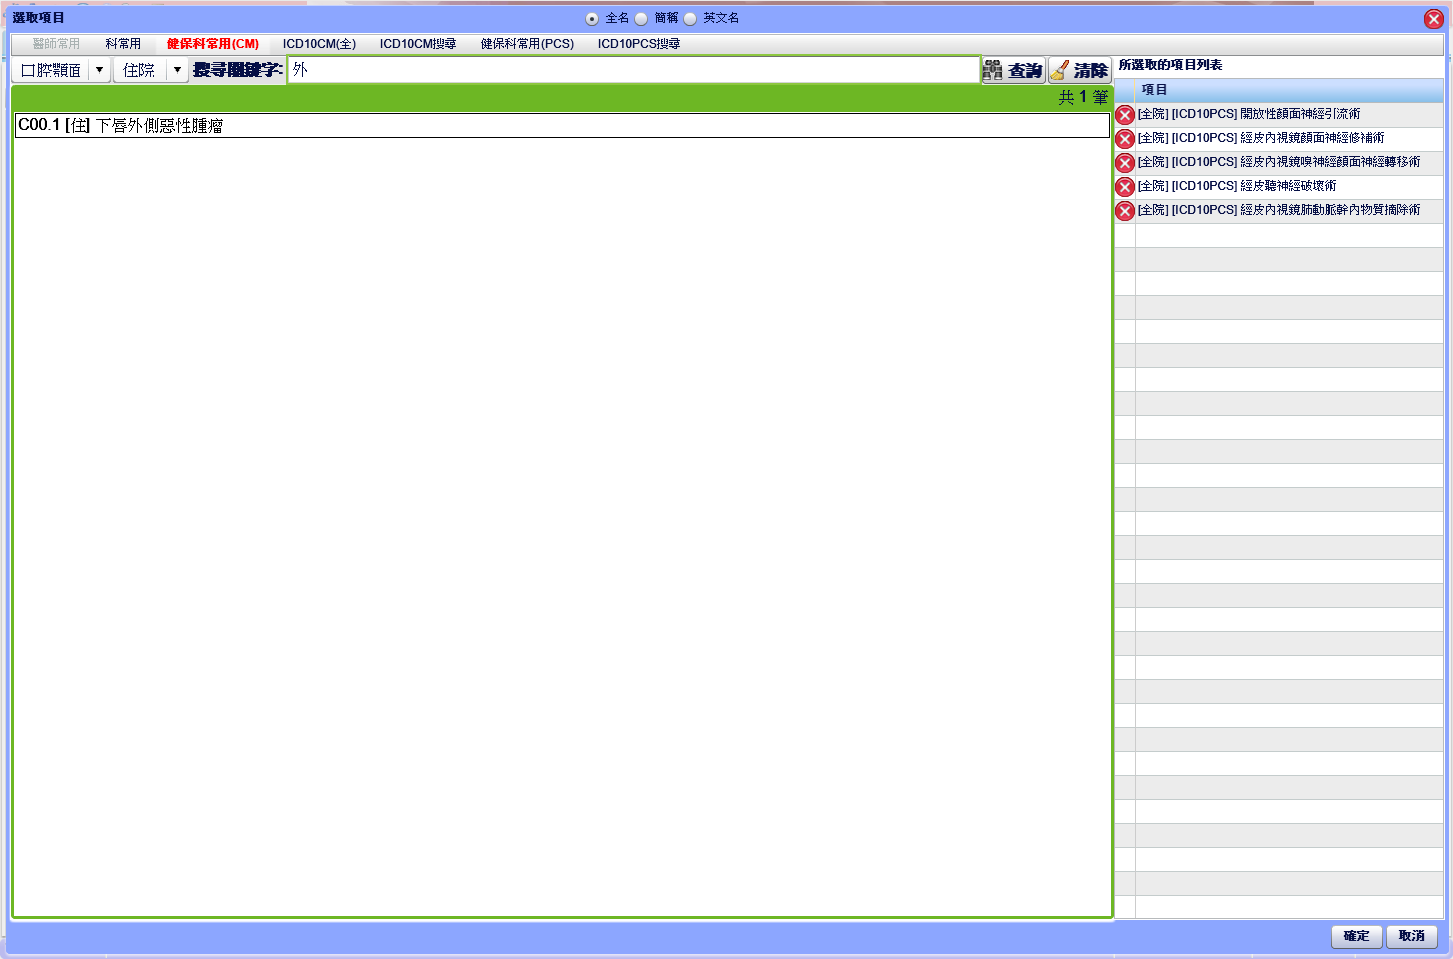 選取項目
全名 簡稱 英文名
醫師常用 科常用 健保科常用(CM) ICD10CM(全) ICD10CM搜尋 健保科常用(PCS) ICD10PCS搜尋
口腔顎面 住院 搜尋關鍵字: 外 查詢 清除
所選取的項目列表
共 1 筆
項目
C00.1 [住] 下唇外側惡性腫瘤
[全院] [ICD10PCS] 開放性顏面神經引流術
[全院] [ICD10PCS] 經皮內視鏡顏面神經修補術
[全院] [ICD10PCS] 經皮內視鏡嗅神經顏面神經轉移術
[全院] [ICD10PCS] 經皮聽神經破壞術
[全院] [ICD10PCS] 經皮內視鏡肺動脈幹內物質摘除術
確定 取消